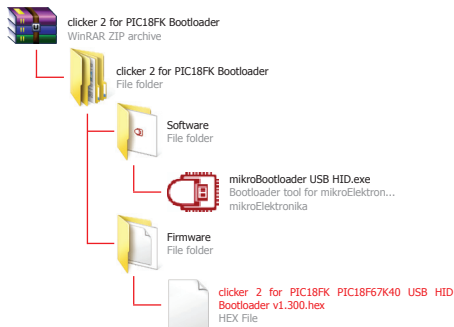 clicker 2 for PIC18FK Bootloader
WinRAR ZIP archive
clicker 2 for PIC18FK Bootloader
File folder
Software
File folder
mikroBootloader USB HID.exe
Bootloader tool for mikroElektron...
mikroElektronika
Firmware
File folder
clicker 2 for PIC18FK PIC18F67K40 USB HID
Bootloader v1.300.hex
HEX File